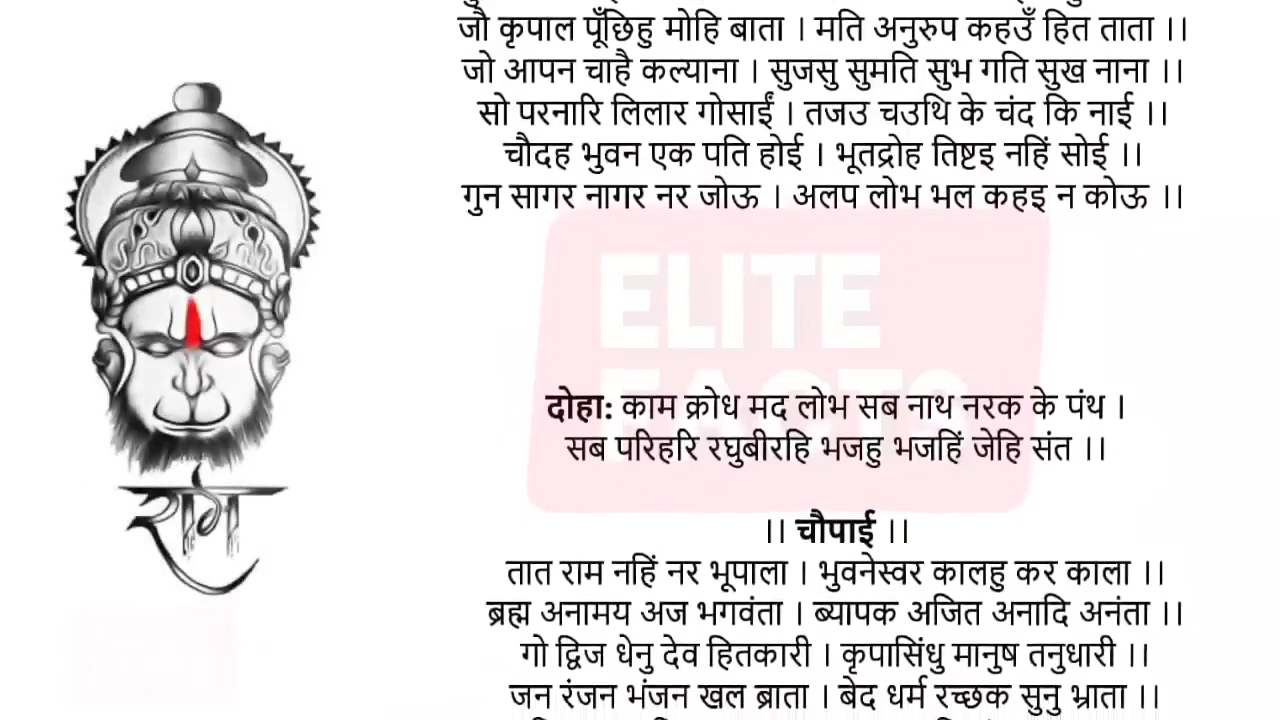 जौ कृपाल पूँछिहु मोहि बाता । मति अनुरुप कहउँ हित ताता ।।
जो आपन चाहै कल्याना । सुजसु सुमति सुभ गति सुख नाना ।।
सो परनारि लिलार गोसाईं । तजउ चउथि के चंद कि नाई ।।
चौदह भुवन एक पति होई । भूतद्रोह तिष्टइ नहिं सोई ।।
गुन सागर नागर नर जोऊ । अलप लोभ भल कहइ न कोऊ ।।
ELITE
FACTS
दोहा: काम क्रोध मद लोभ सब नाथ नरक के पंथ ।
सब परिहरि रघुबीरहि भजहु भजहिं जेहि संत ।।
।। चौपाई ।।
राम
तात राम नहिं नर भूपाला । भुवनेस्वर कालहु कर काला ।।
ब्रह्म अनामय अज भगवंता । ब्यापक अजित अनादि अनंता ।।
गो द्विज धेनु देव हितकारी । कृपासिंधु मानुष तनुधारी ।।
जन रंजन भंजन खल ब्राता । बेद धर्म रच्छक सुनु भ्राता ।।